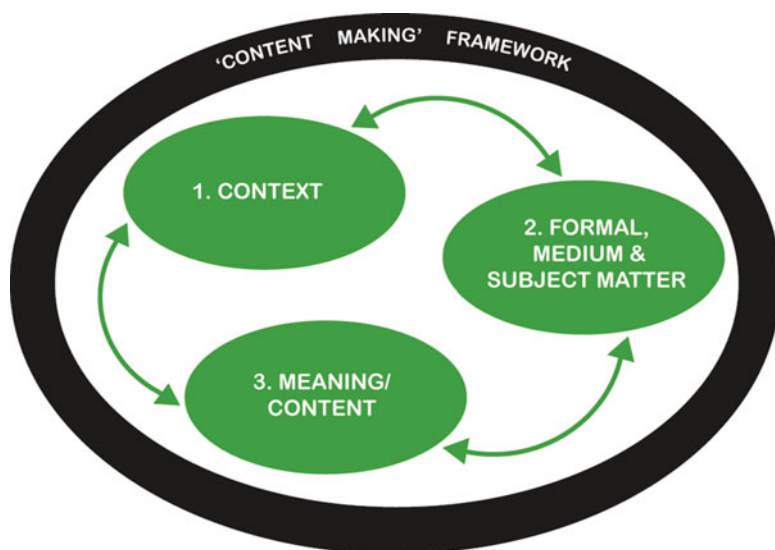 ‘CONTENT MAKING’ FRAMEWORK
1. CONTEXT
2. FORMAL,
MEDIUM &
SUBJECT MATTER
3. MEANING/
CONTENT